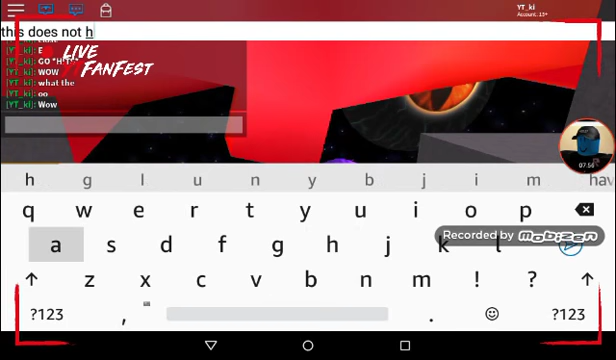 YT_ki
Account: 13+
this does not h
LIVE
FANFEST
[YT_ki]: E
[YT_ki]: GO
[YT_ki]: WOW
[YT_ki]: what the
[YT_ki]: oo
[YT_ki]: Wow
07:56
h g l u n y b j i m hav
q w e r t y u i o p
a s d f g h j k l
Recorded by mobizen
z x c v b n m ! ?
?123 , . ?123